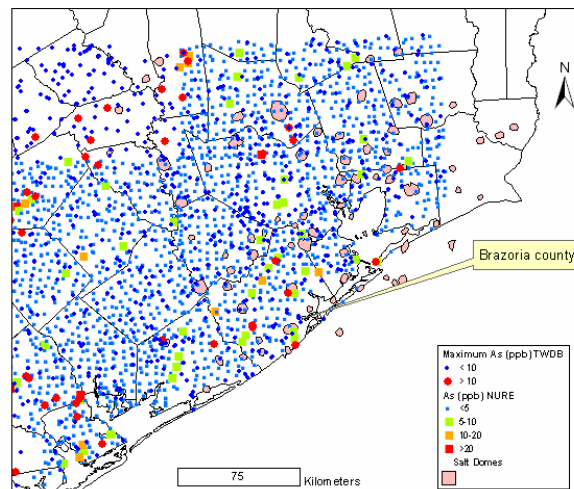 N
Brazoria county
Maximum As (ppb) TWDB
<10
>10
As (ppb) NURE
<5
5-10
10-20
>20
Salt Domes
75
Kilometers